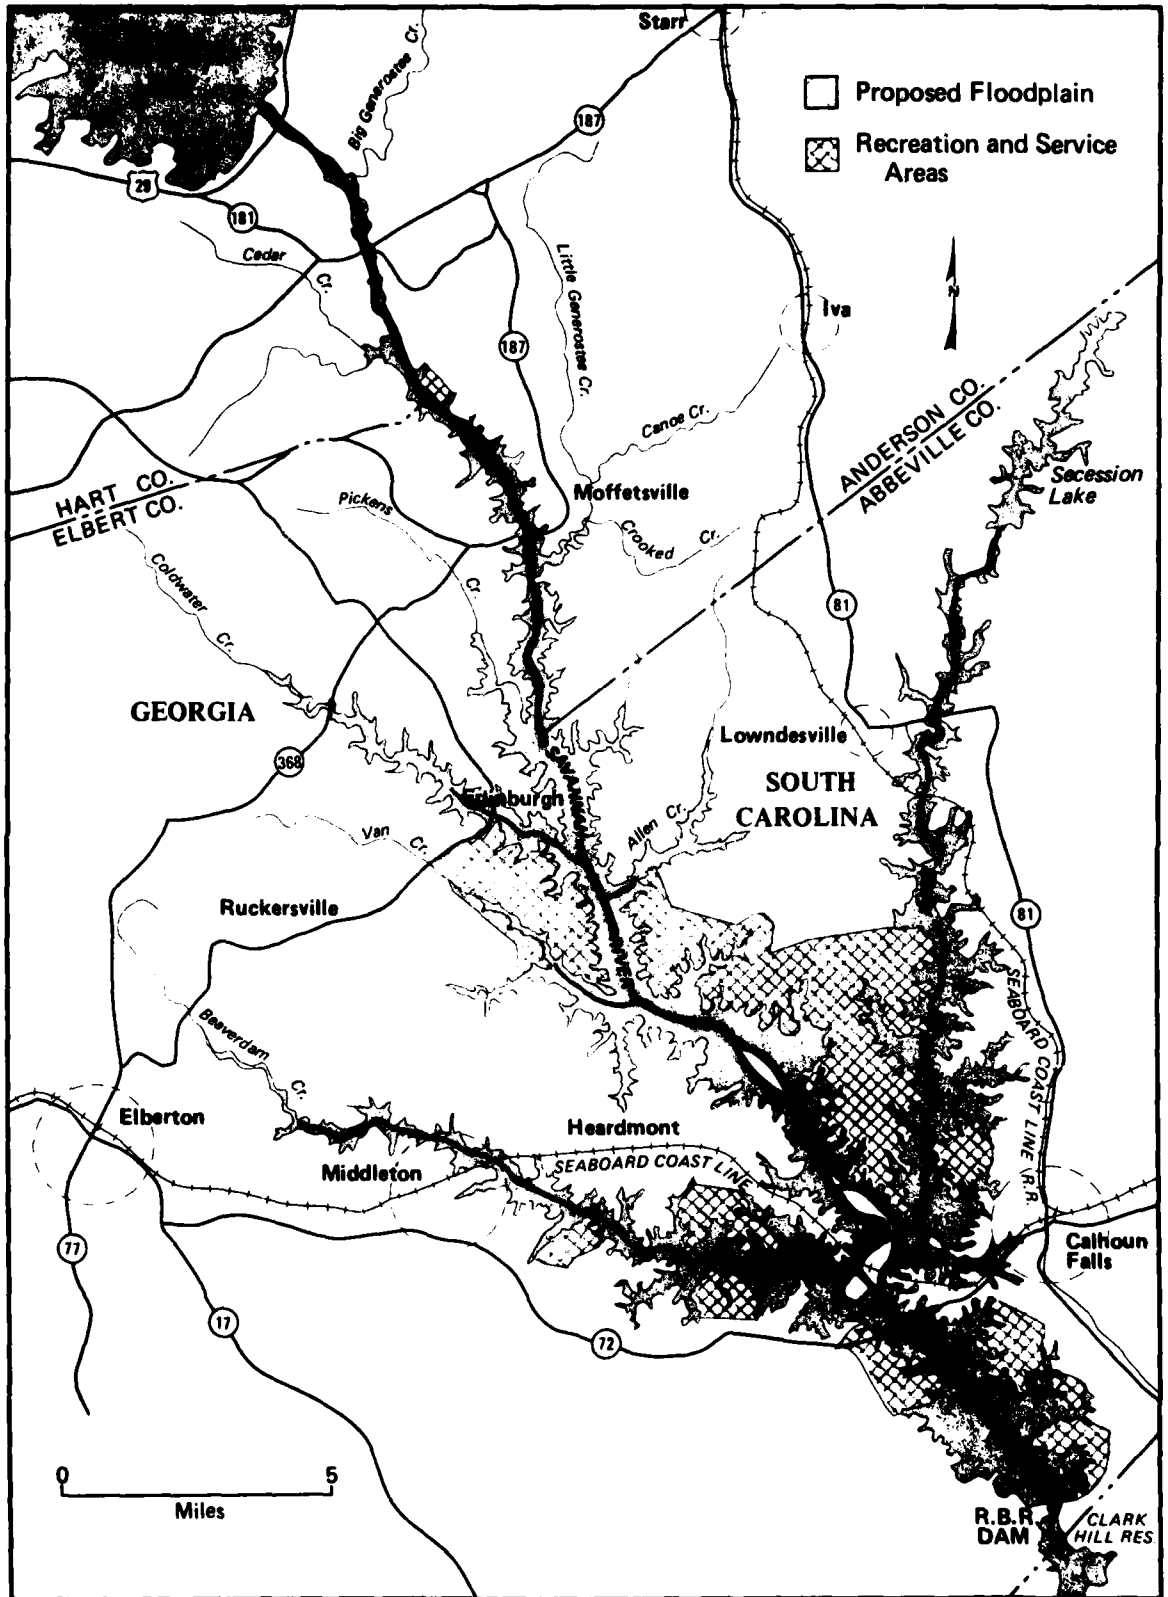 Starr
Big Generostee Cr.
Proposed Floodplain
Recreation and Service
Areas
187
29
181
Cedar
Cr.
Little Generostee Cr.
N
Iva
187
ANDERSON CO.
ABBEVILLE CO.
Canoe Cr.
Secession
Lake
HART CO.
ELBERT CO.
Pickens
Cr.
Moffetsville
Crooked Cr.
Coldwater
Cr.
81
GEORGIA
Lowndesville
368
SOUTH
CAROLINA
SAVANNAH
RIVER
Edinburgh
Van
Cr.
Allen Cr.
Ruckersville
81
SEABOARD COAST LINE (R.R.
Beaverdam
Cr.
Elberton
Heardmont
Middleton
SEABOARD COAST LINE
77
Calhoun
Falls
17
72
0 5
Miles
R.B.R.
DAM
CLARK
HILL RES.